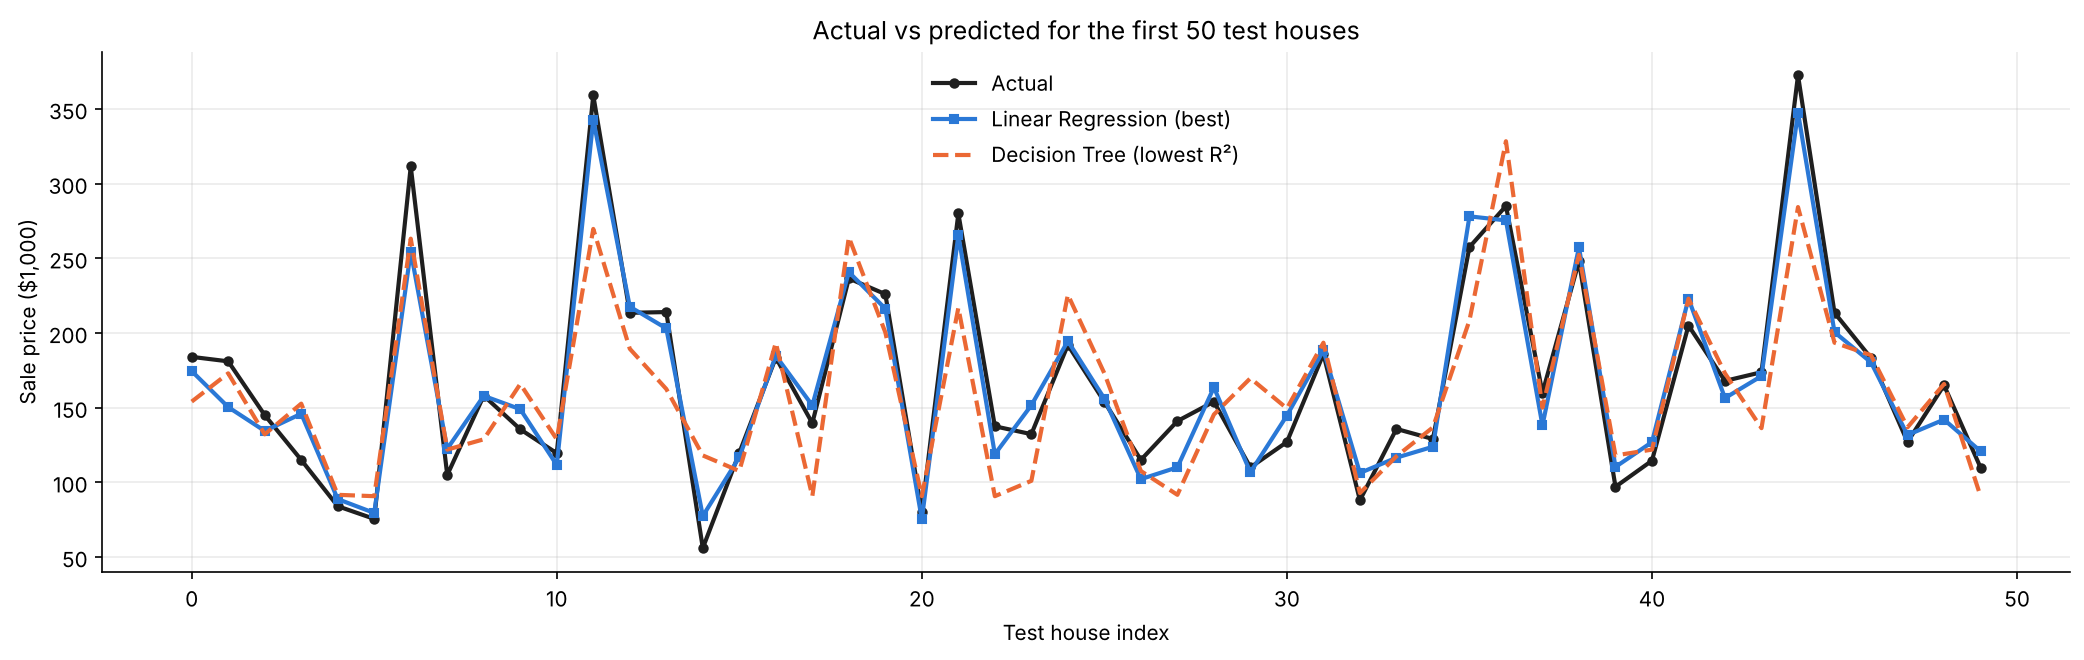 Actual vs predicted for the first 50 test houses
Actual
Linear Regression (best)
Decision Tree (lowest R²)
Sale price ($1,000)
350
300
250
200
150
100
50
0
10
20
30
40
50
Test house index